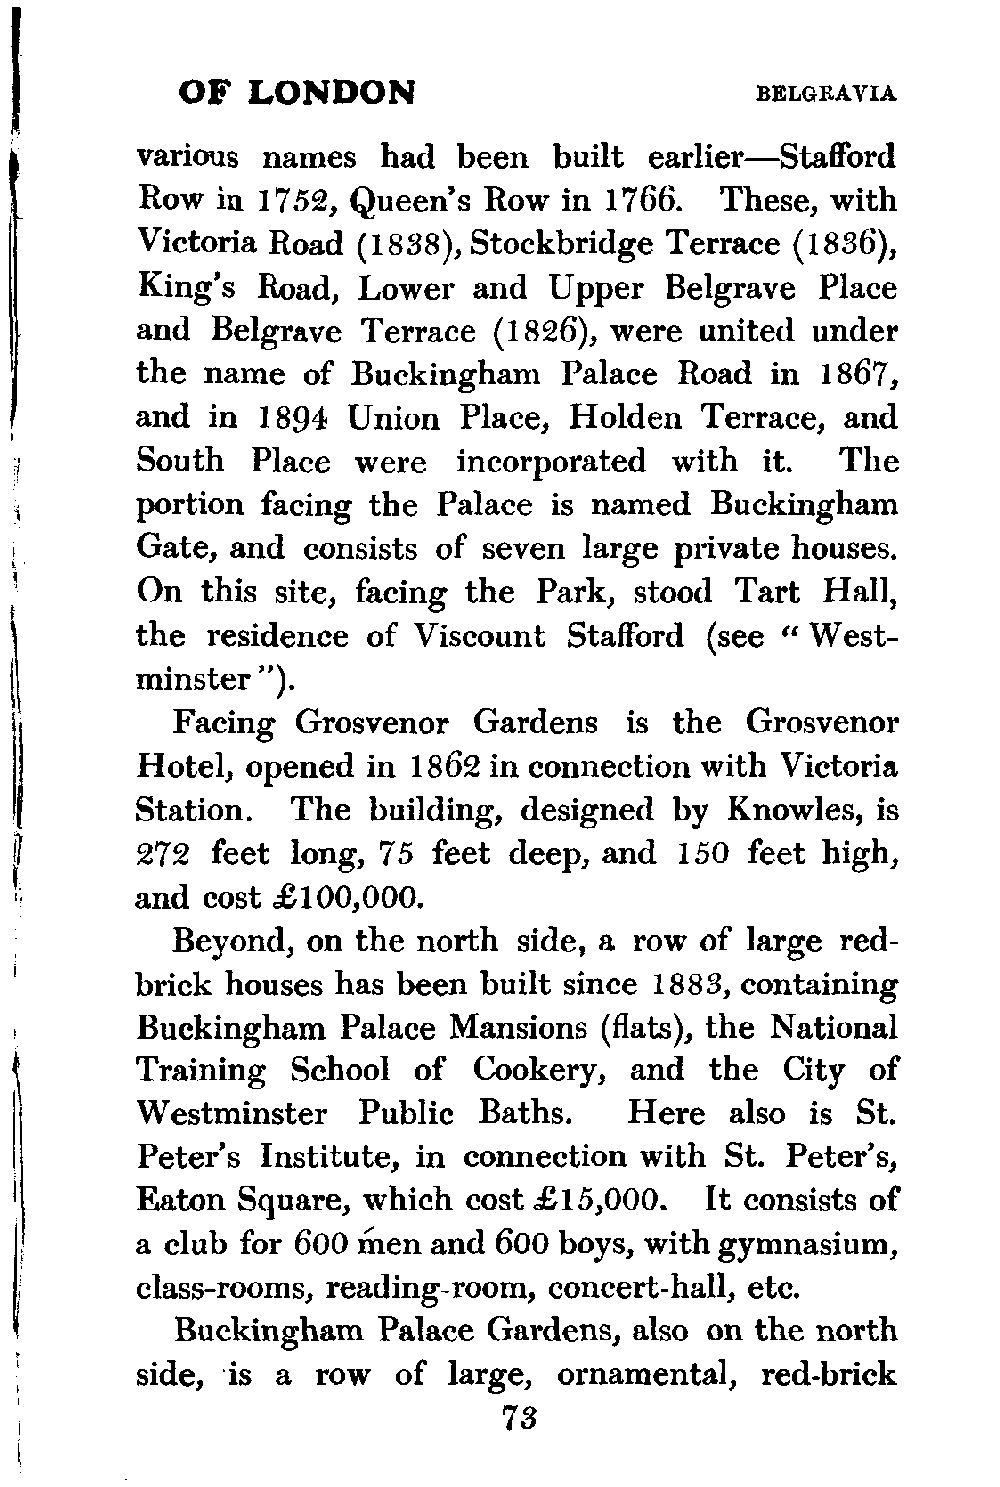 OF LONDON BELGRAVIA
various names had been built earlier—Stafford
Row in 1752, Queen's Row in 1766. These, with
Victoria Road (1838), Stockbridge Terrace (1836),
King's Road, Lower and Upper Belgrave Place
and Belgrave Terrace (1826), were united under
the name of Buckingham Palace Road in 1867,
and in 1894 Union Place, Holden Terrace, and
South Place were incorporated with it. The
portion facing the Palace is named Buckingham
Gate, and consists of seven large private houses.
On this site, facing the Park, stood Tart Hall,
the residence of Viscount Stafford (see “West-
minster”).
Facing Grosvenor Gardens is the Grosvenor
Hotel, opened in 1862 in connection with Victoria
Station. The building, designed by Knowles, is
272 feet long, 75 feet deep, and 150 feet high,
and cost £100,000.
Beyond, on the north side, a row of large red-
brick houses has been built since 1883, containing
Buckingham Palace Mansions (flats), the National
Training School of Cookery, and the City of
Westminster Public Baths. Here also is St.
Peter's Institute, in connection with St. Peter's,
Eaton Square, which cost £15,000. It consists of
a club for 600 men and 600 boys, with gymnasium,
class-rooms, reading-room, concert-hall, etc.
Buckingham Palace Gardens, also on the north
side, is a row of large, ornamental, red-brick
73